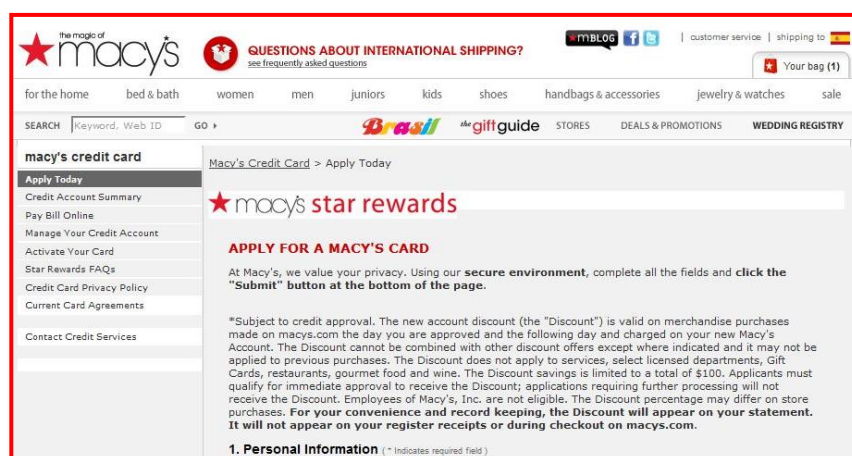 the magic of
macy's
QUESTIONS ABOUT INTERNATIONAL SHIPPING?
see frequently asked questions
mBLOG
customer service | shipping to
Your bag (1)
for the home bed & bath women men juniors kids shoes handbags & accessories jewelry & watches sale
SEARCH Keyword, Web ID GO Brasil the gift guide STORES DEALS & PROMOTIONS WEDDING REGISTRY
macy's credit card
Apply Today
Credit Account Summary
Pay Bill Online
Manage Your Credit Account
Activate Your Card
Star Rewards FAQs
Credit Card Privacy Policy
Current Card Agreements
Contact Credit Services
Macy's Credit Card > Apply Today
macy's star rewards
APPLY FOR A MACY'S CARD
At Macy's, we value your privacy. Using our secure environment, complete all the fields and click the
"Submit" button at the bottom of the page.
*Subject to credit approval. The new account discount (the "Discount") is valid on merchandise purchases
made on macys.com the day you are approved and the following day and charged on your new Macy's
Account. The Discount cannot be combined with other discount offers except where indicated and it may not be
applied to previous purchases. The Discount does not apply to services, select licensed departments, Gift
Cards, restaurants, gourmet food and wine. The Discount savings is limited to a total of $100. Applicants must
qualify for immediate approval to receive the Discount; applications requiring further processing will not
receive the Discount. Employees of Macy's, Inc. are not eligible. The Discount percentage may differ on store
purchases. For your convenience and record keeping, the Discount will appear on your statement.
It will not appear on your register receipts or during checkout on macys.com.
1. Personal Information ( * Indicates required field )